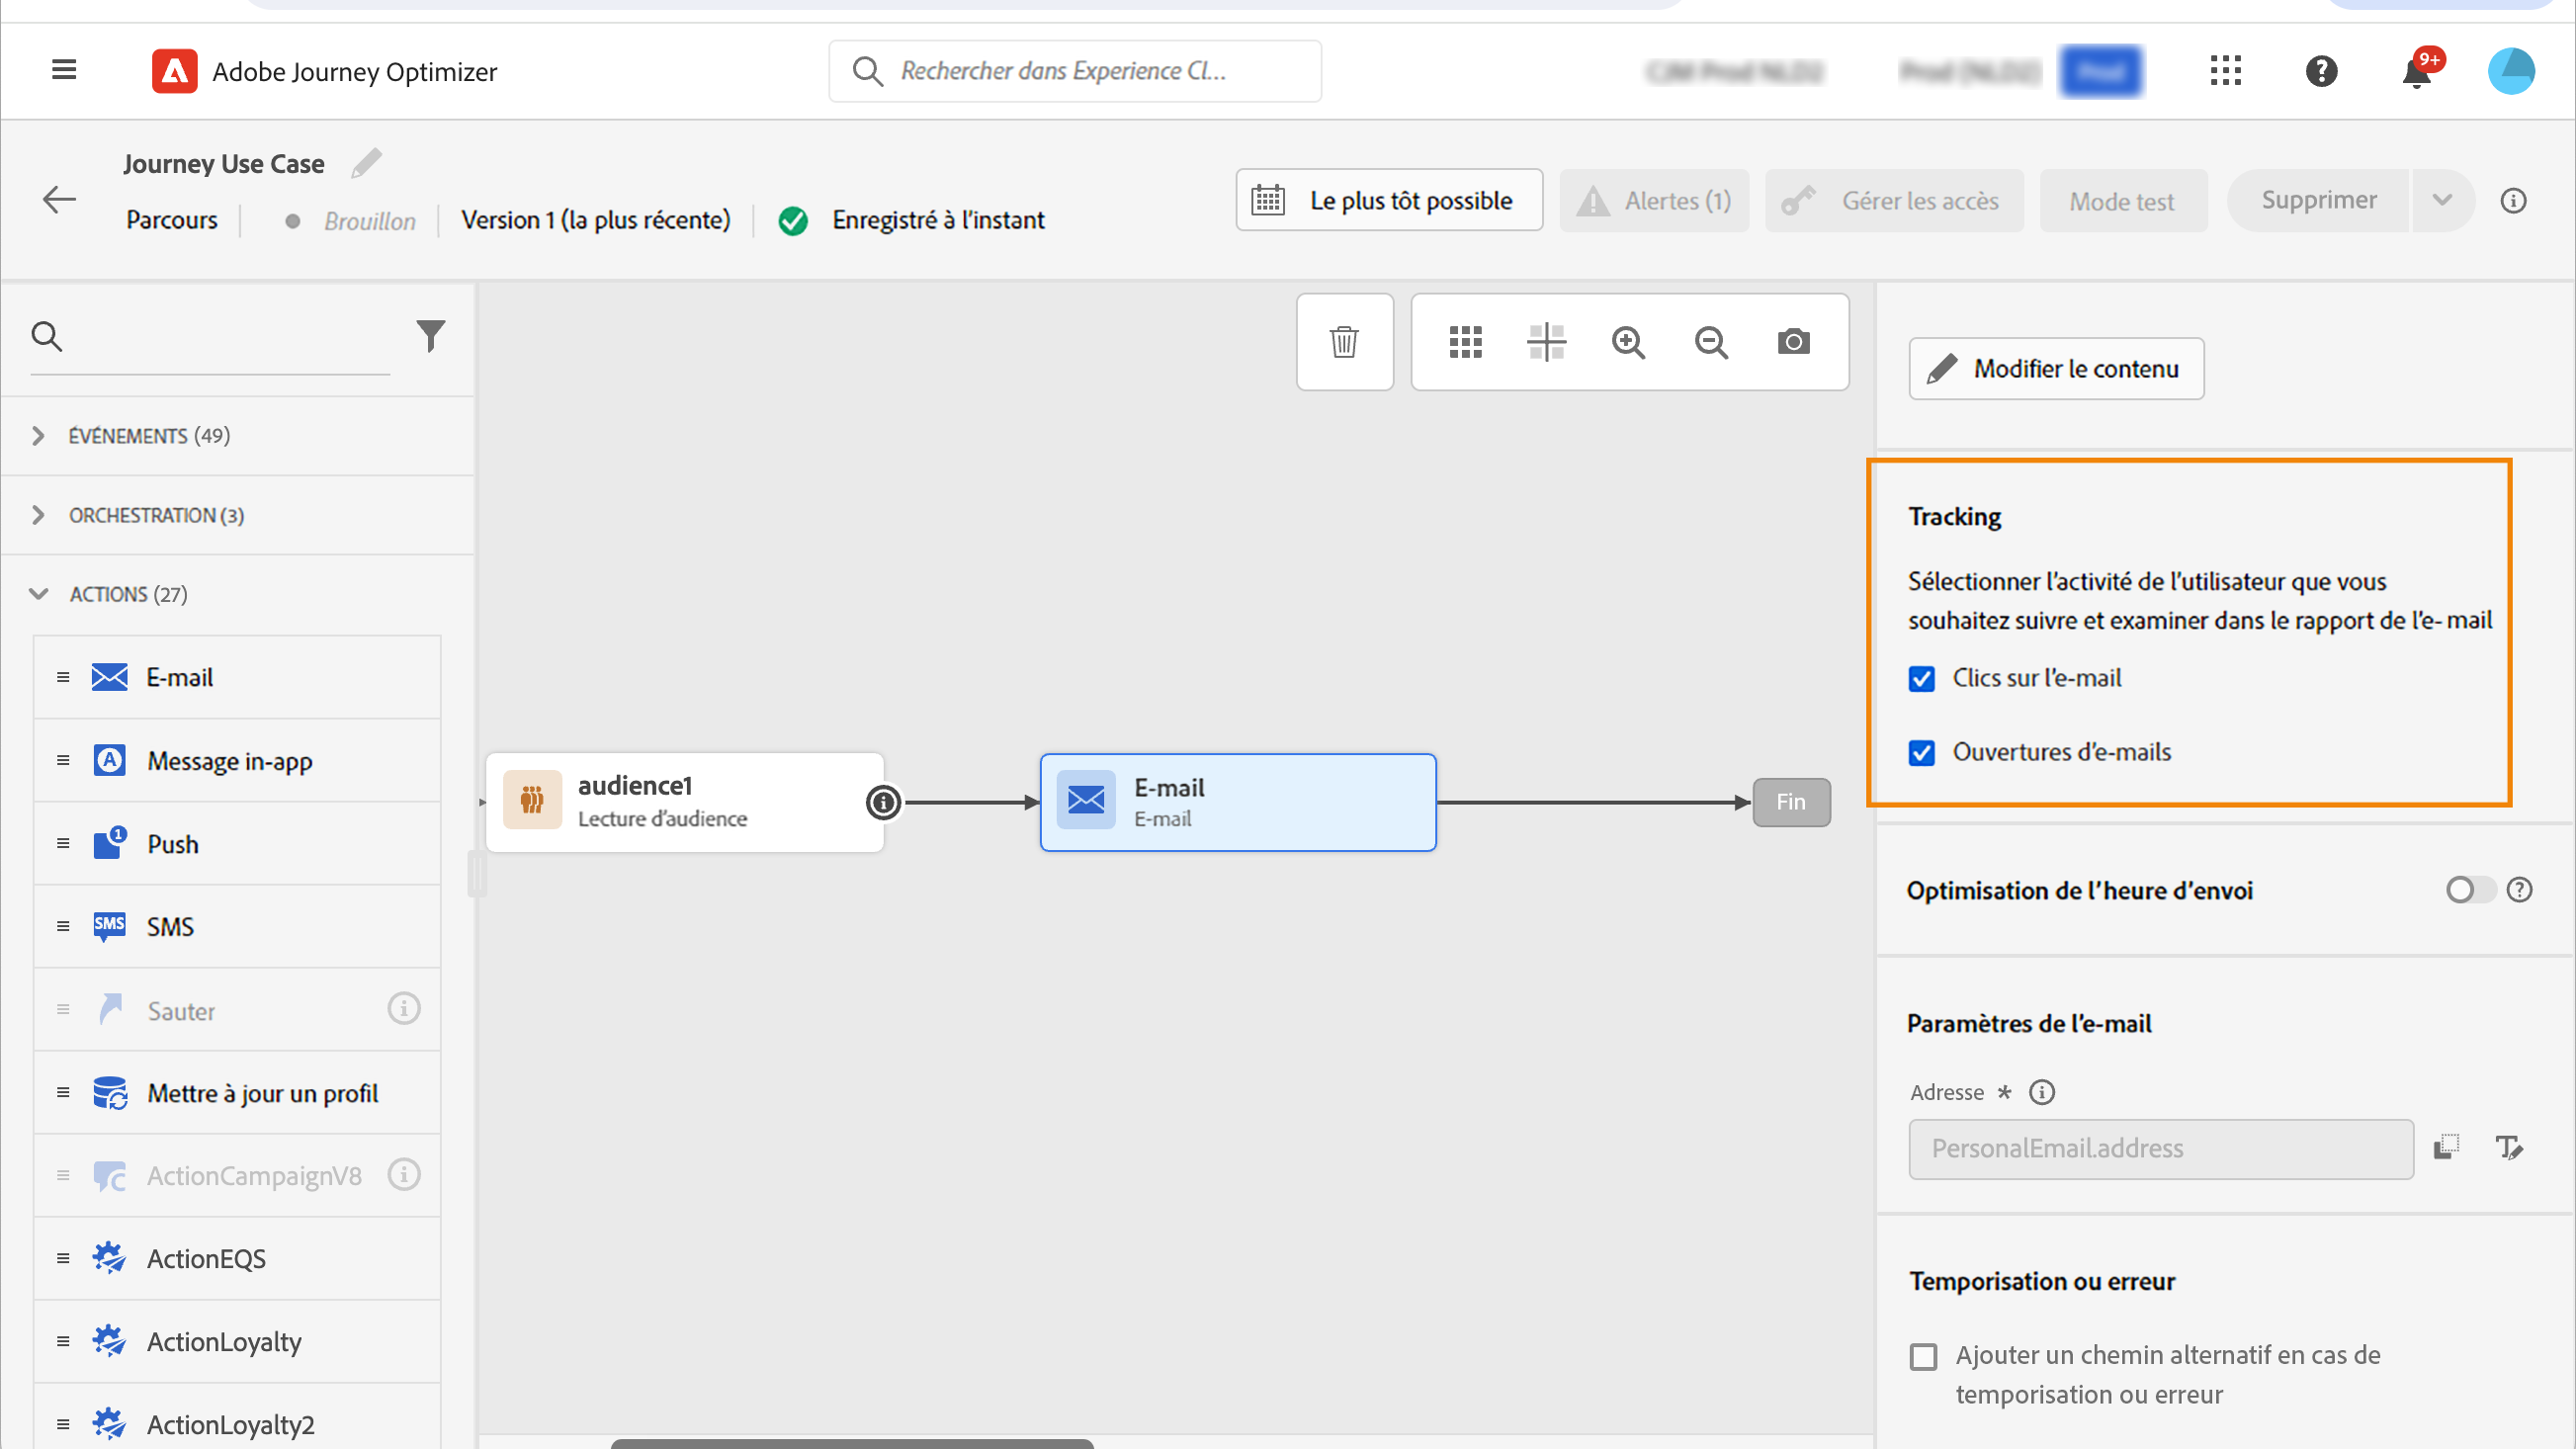 Adobe Journey Optimizer
Rechercher dans Experience Cl...
9+
Journey Use Case
Parcours
Brouillon
Version 1 (la plus récente)
Enregistré à l'instant
Le plus tôt possible
Alertes (1)
Gérer les accès
Mode test
Supprimer
ÉVÉNEMENTS (49)
ORCHESTRATION (3)
ACTIONS (27)
E-mail
Message in-app
Push
SMS
SMS
Sauter
Mettre à jour un profil
ActionCampaignV8
ActionEQS
ActionLoyalty
ActionLoyalty2
audience1
Lecture d'audience
E-mail
E-mail
Fin
Modifier le contenu
Tracking
Sélectionner l'activité de l'utilisateur que vous
souhaitez suivre et examiner dans le rapport de l'e- mail
Clics sur l'e-mail
Ouvertures d'e-mails
Optimisation de l'heure d'envoi
Paramètres de l'e-mail
Adresse *
PersonalEmail.address
Temporisation ou erreur
Ajouter un chemin alternatif en cas de
temporisation ou erreur